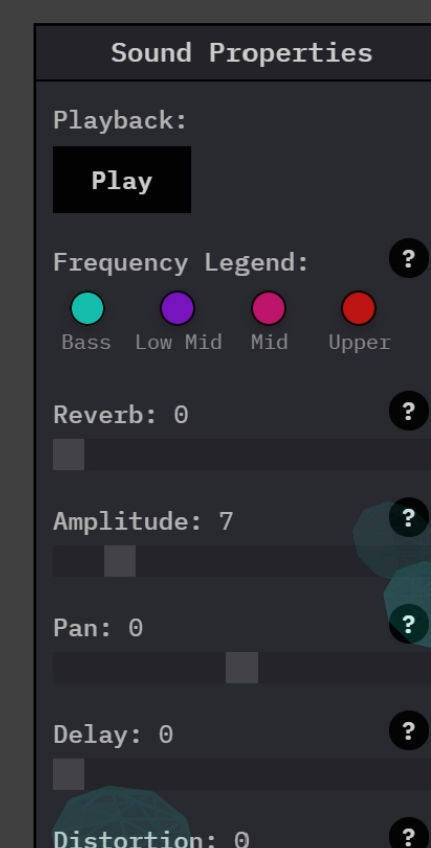 Sound Properties
Playback:
Play
Frequency Legend: ?
Bass Low Mid Mid Upper
Reverb: 0 ?
Amplitude: 7 ?
Pan: 0 ?
Delay: 0 ?
Distortion: 0 ?